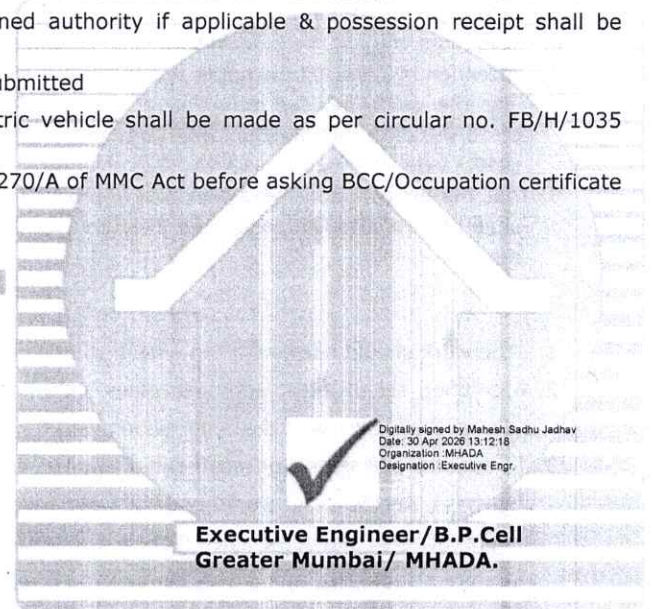 ned authority if applicable & possession receipt shall be
ubmitted
tric vehicle shall be made as per circular no. FB/H/1035
270/A of MMC Act before asking BCC/Occupation certificate
Digitally signed by Mahesh Sadhu Jadhav
Date: 30 Apr 2026 13:12:18
Organization :MHADA
Designation :Executive Engr.
Executive Engineer/B.P.Cell
Greater Mumbai/ MHADA.